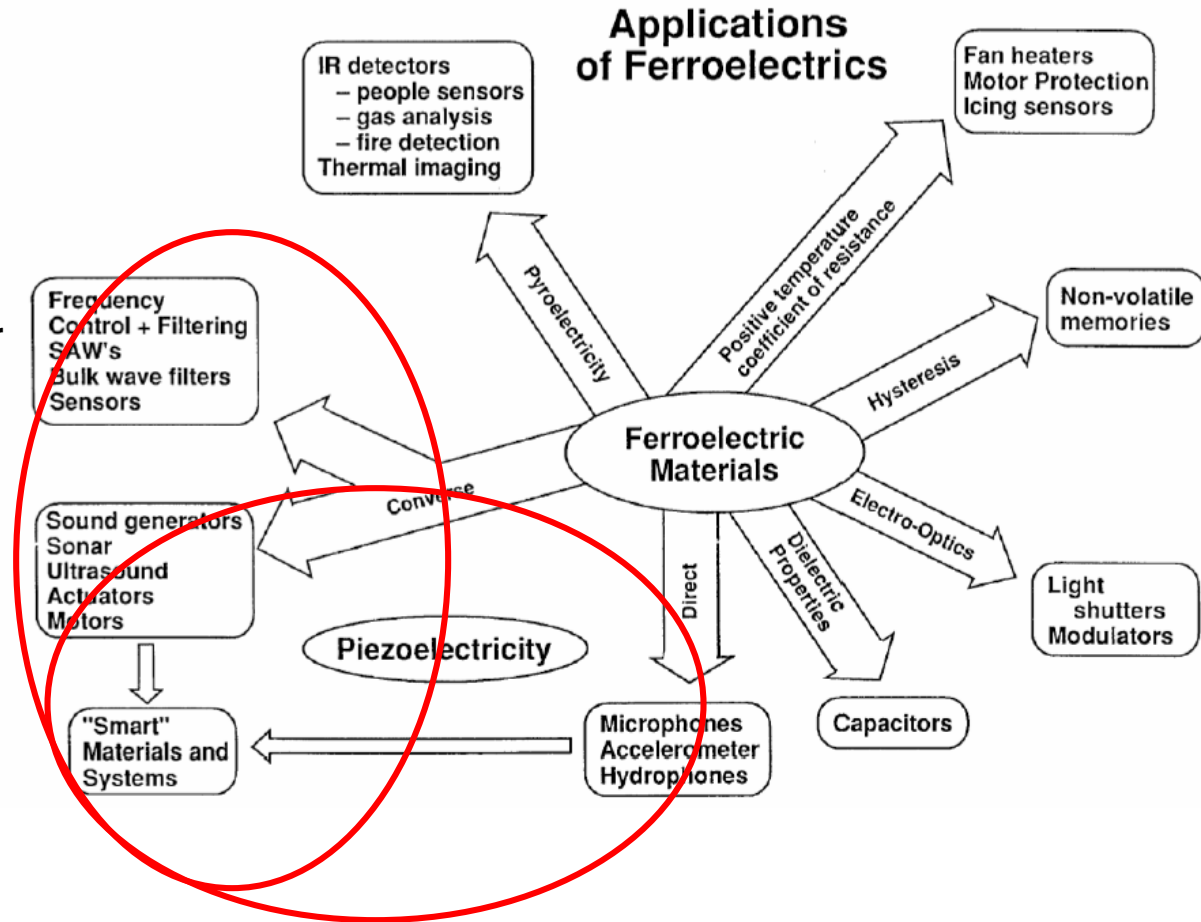 Applications
of Ferroelectrics
IR detectors
– people sensors
– gas analysis
– fire detection
Thermal imaging
Fan heaters
Motor Protection
Icing sensors
Pyroelectricity
Positive temperature
coefficient of resistance
Frequency
Control + Filtering
SAW's
Bulk wave filters
Sensors
Non-volatile
memories
Hysteresis
Ferroelectric
Materials
Converse
Electro-Optics
Sound generators
Sonar
Ultrasound
Actuators
Motors
Direct
Dielectric
Properties
Light
shutters
Modulators
Piezoelectricity
"Smart"
Materials and
Systems
Microphones
Accelerometer
Hydrophones
Capacitors